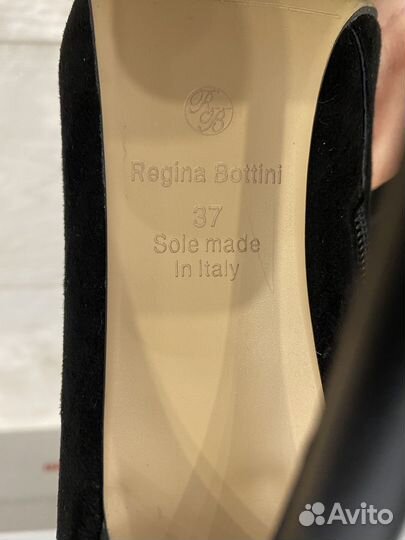 RB
Regina Bottini
37
Sole made
In Italy
Avito